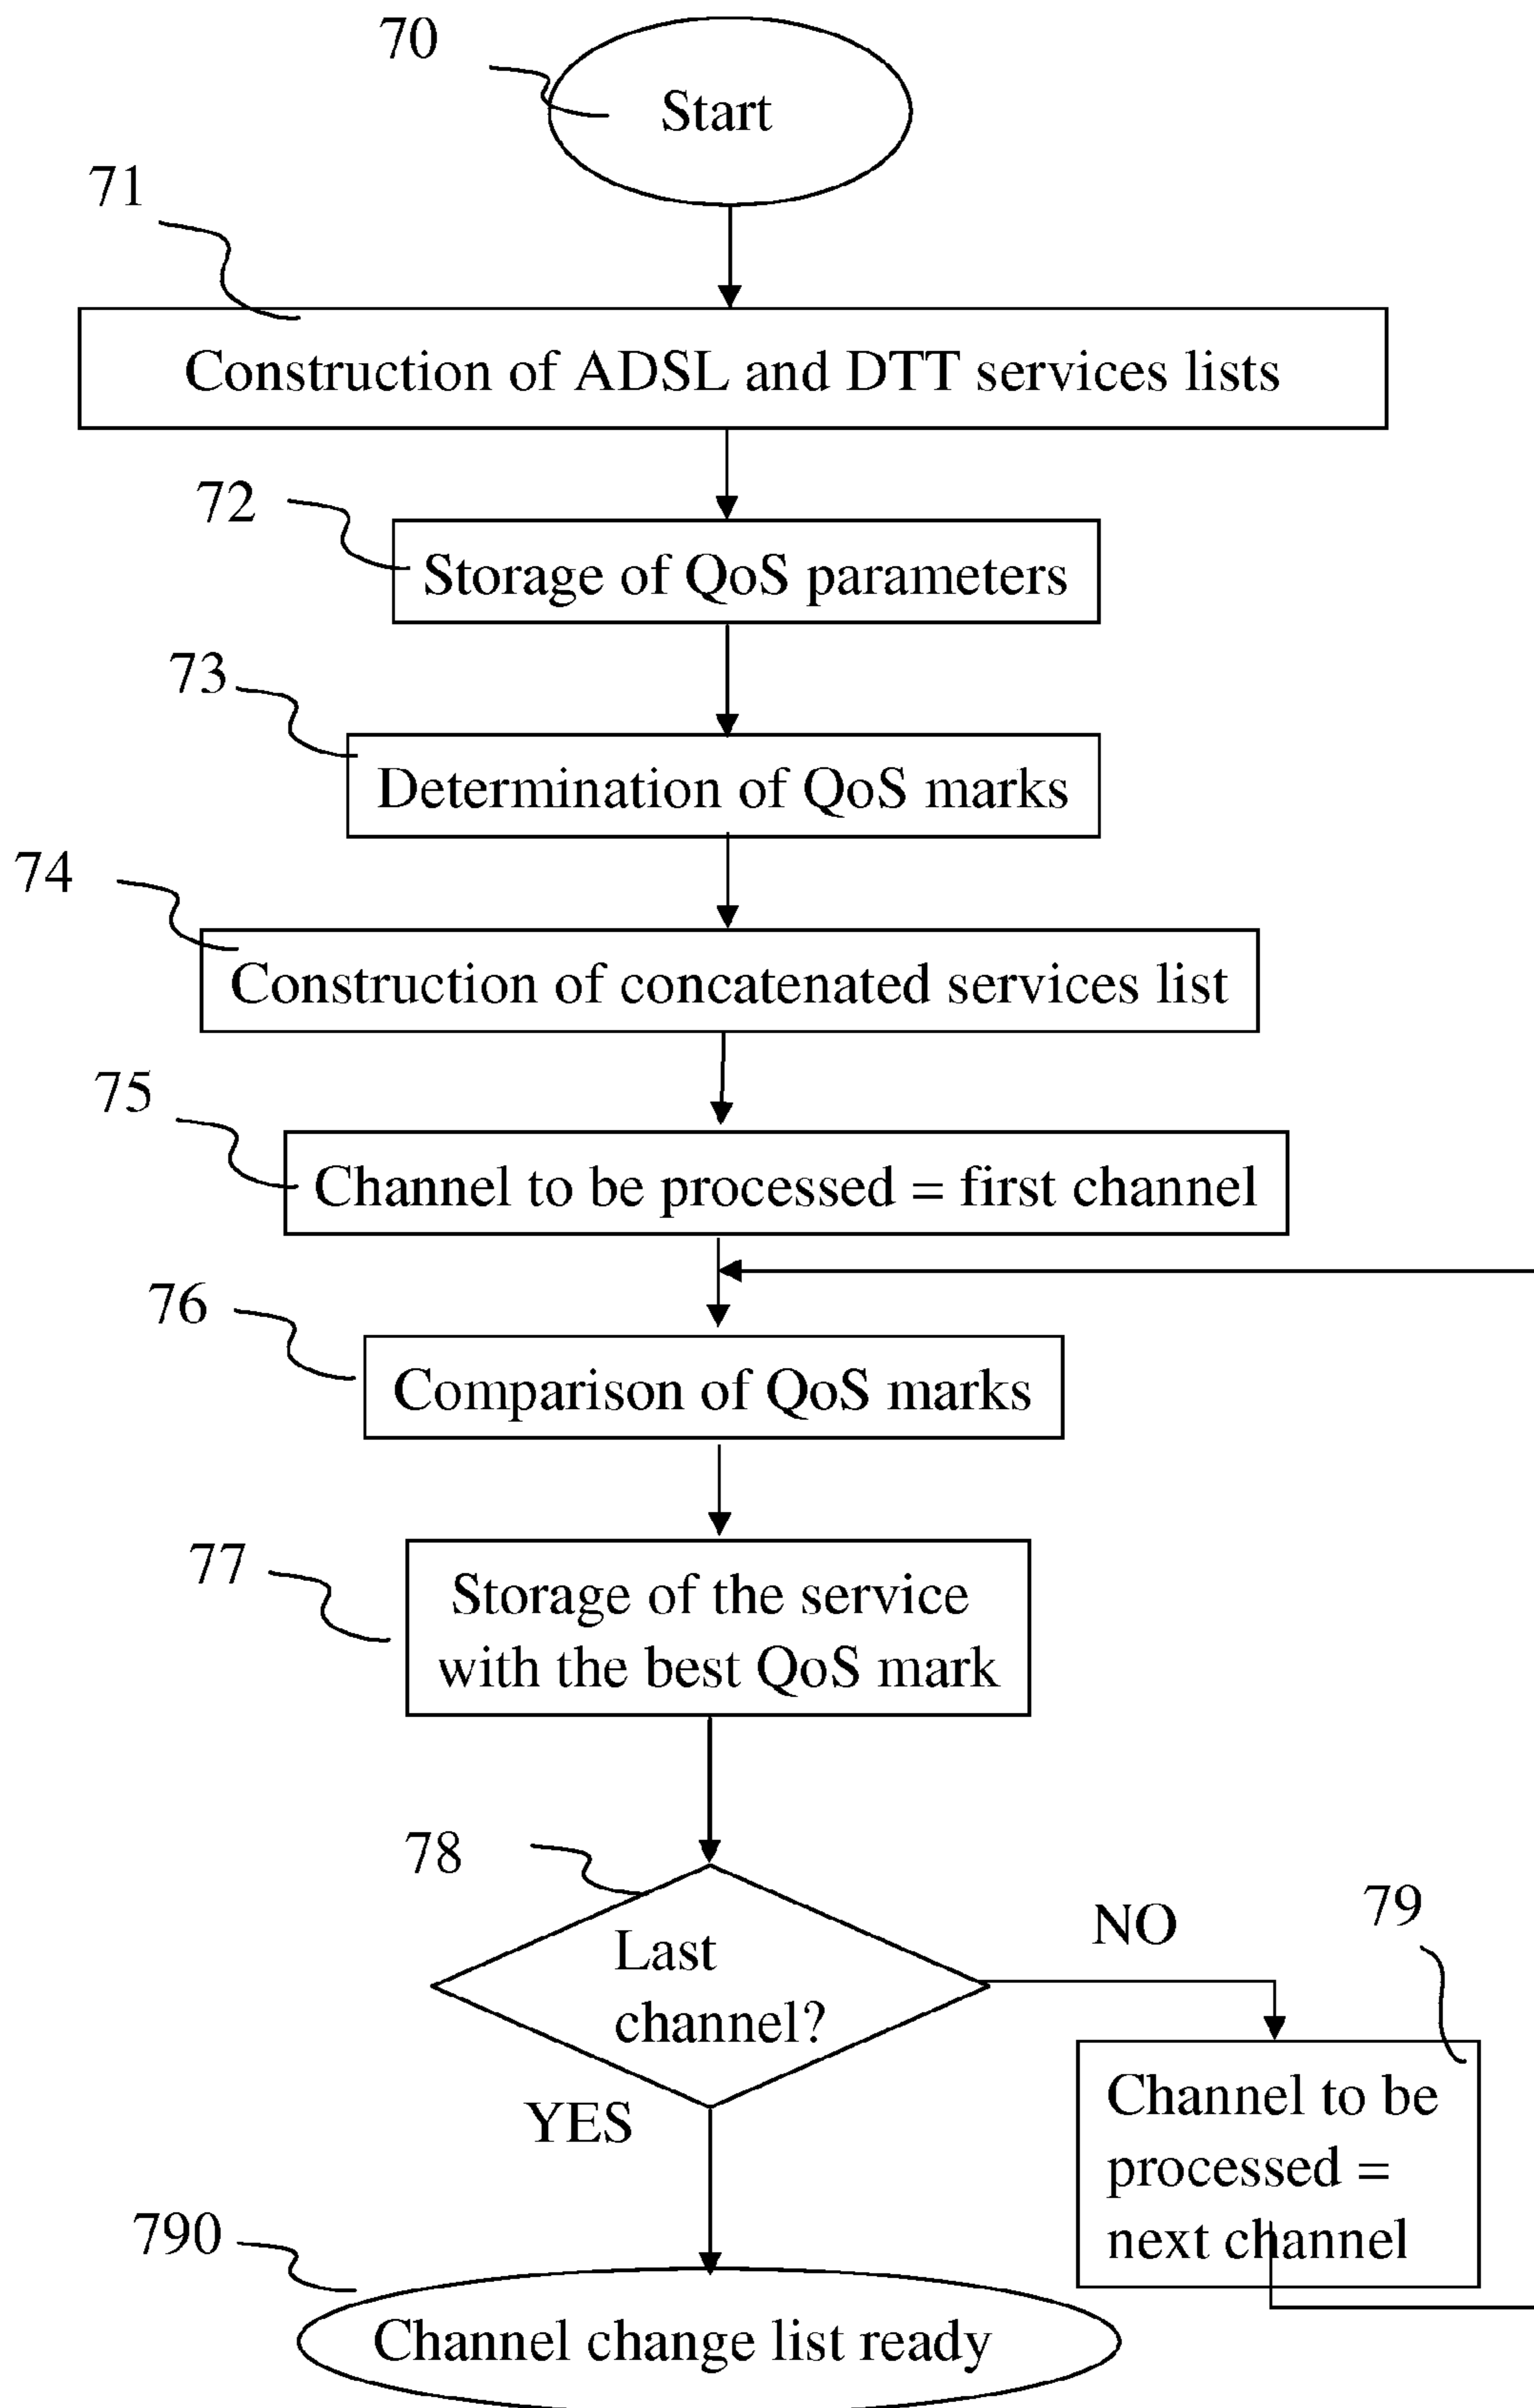 70
Start
71
Construction of ADSL and DTT services lists
72
Storage of QoS parameters
73
Determination of QoS marks
74
Construction of concatenated services list
75
Channel to be processed = first channel
76
Comparison of QoS marks
77
Storage of the service
with the best QoS mark
78
Last
channel?
NO
79
Channel to be
processed =
next channel
YES
790
Channel change list ready